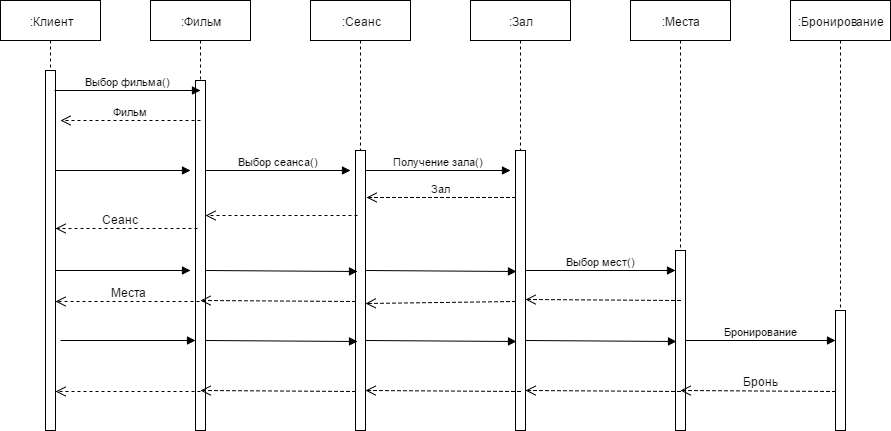 :Клиент
:Фильм
:Сеанс
:Зал
:Места
:Бронирование
Выбор фильма()
Фильм
Выбор сеанса()
Получение зала()
Зал
Сеанс
Выбор мест()
Места
Бронирование
Бронь